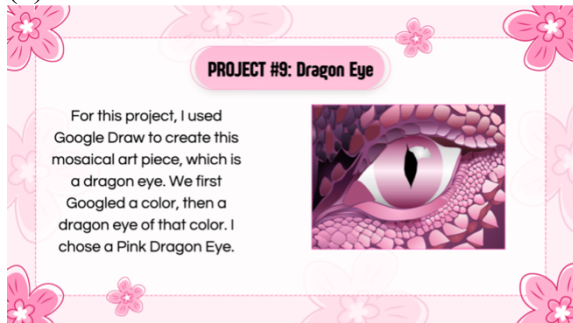 PROJECT #9: Dragon Eye
For this project, I used
Google Draw to create this
mosaical art piece, which is
a dragon eye. We first
Googled a color, then a
dragon eye of that color. I
chose a Pink Dragon Eye.